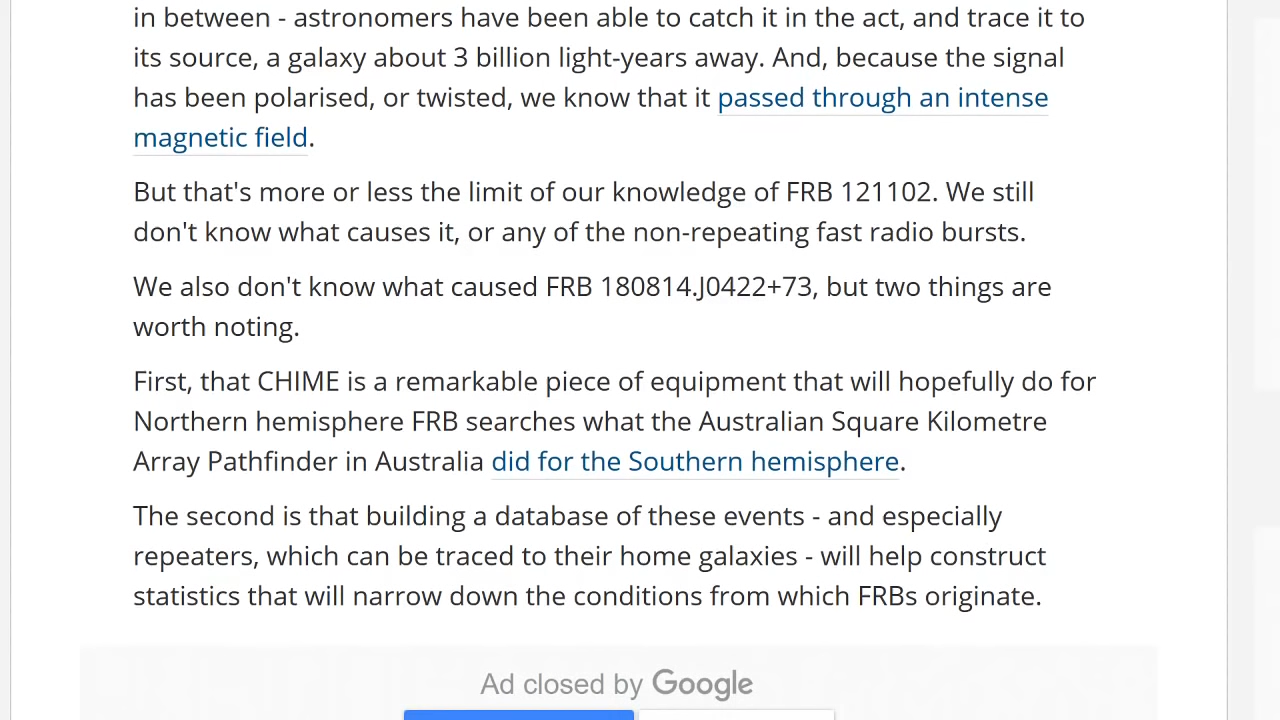 in between - astronomers have been able to catch it in the act, and trace it to
its source, a galaxy about 3 billion light-years away. And, because the signal
has been polarised, or twisted, we know that it passed through an intense
magnetic field.
But that's more or less the limit of our knowledge of FRB 121102. We still
don't know what causes it, or any of the non-repeating fast radio bursts.
We also don't know what caused FRB 180814.J0422+73, but two things are
worth noting.
First, that CHIME is a remarkable piece of equipment that will hopefully do for
Northern hemisphere FRB searches what the Australian Square Kilometre
Array Pathfinder in Australia did for the Southern hemisphere.
The second is that building a database of these events - and especially
repeaters, which can be traced to their home galaxies - will help construct
statistics that will narrow down the conditions from which FRBs originate.
Ad closed by Google